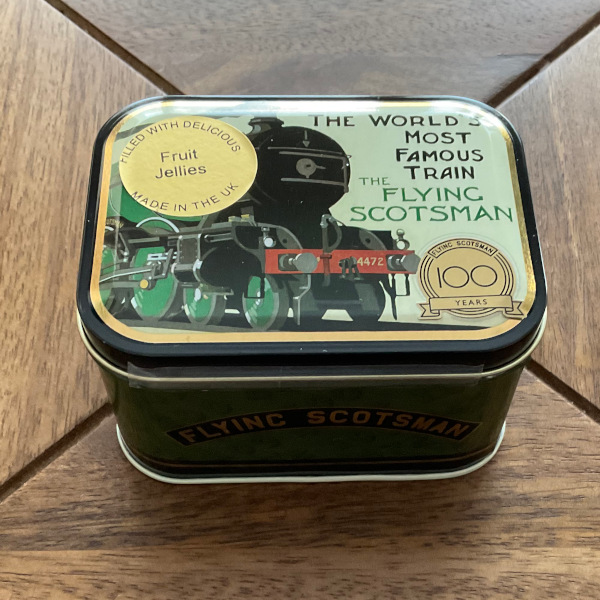 FILLED WITH DELICIOUS
Fruit
Jellies
MADE IN THE UK
THE WORLD'S
MOST
FAMOUS
TRAIN
THE
FLYING
SCOTSMAN
4472
FLYING SCOTSMAN
100
YEARS
FLYING SCOTSMAN